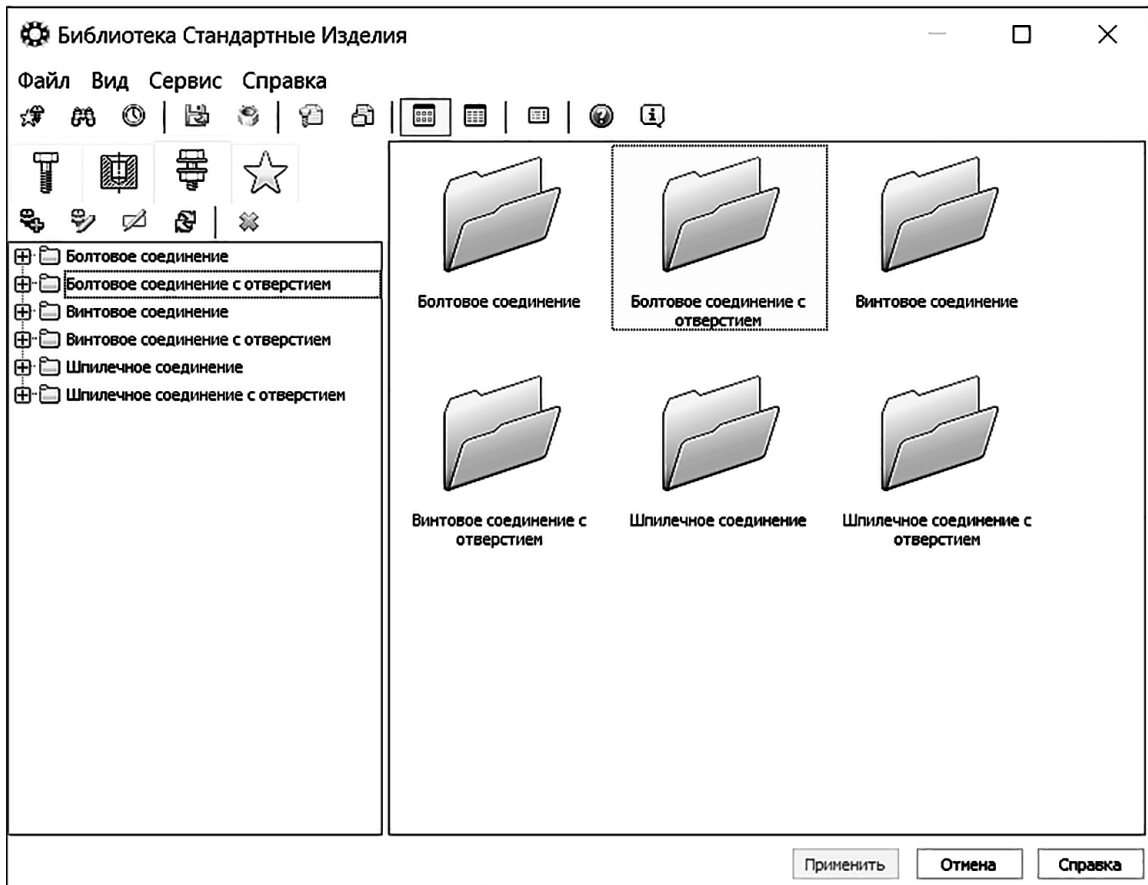 Библиотека Стандартные Изделия
Файл Вид Сервис Справка
Болтовое соединение
Болтовое соединение с отверстием
Винтовое соединение
Винтовое соединение с отверстием
Шпилечное соединение
Шпилечное соединение с отверстием
Болтовое соединение
Болтовое соединение с
отверстием
Винтовое соединение
Винтовое соединение с
отверстием
Шпилечное соединение
Шпилечное соединение с
отверстием
Применить
Отмена
Справка